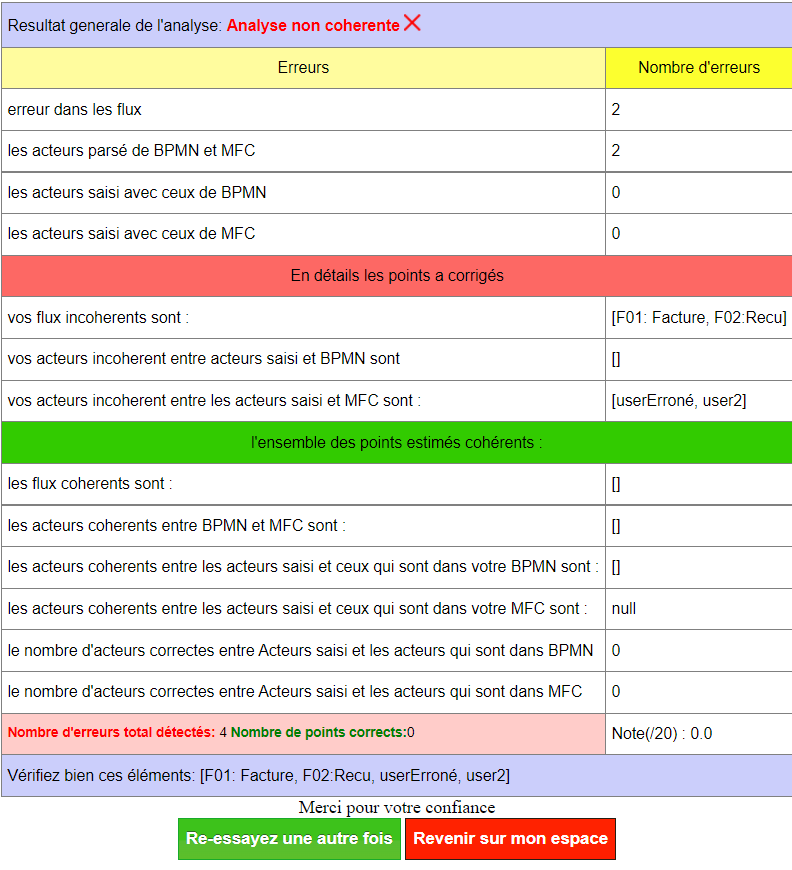 Resultat generale de l'analyse: Analyse non coherente
Erreurs Nombre d'erreurs
erreur dans les flux 2
les acteurs parsé de BPMN et MFC 2
les acteurs saisi avec ceux de BPMN 0
les acteurs saisi avec ceux de MFC 0
En détails les points a corrigés
vos flux incoherents sont : [F01: Facture, F02:Recu]
vos acteurs incoherent entre acteurs saisi et BPMN sont []
vos acteurs incoherent entre les acteurs saisi et MFC sont : [userErroné, user2]
l'ensemble des points estimés cohérents :
les flux coherents sont : []
les acteurs coherents entre BPMN et MFC sont : []
les acteurs coherents entre les acteurs saisi et ceux qui sont dans votre BPMN sont : []
les acteurs coherents entre les acteurs saisi et ceux qui sont dans votre MFC sont : null
le nombre d'acteurs correctes entre Acteurs saisi et les acteurs qui sont dans BPMN 0
le nombre d'acteurs correctes entre Acteurs saisi et les acteurs qui sont dans MFC 0
Nombre d'erreurs total détectés: 4 Nombre de points corrects:0 Note(/20) : 0.0
Vérifiez bien ces éléments: [F01: Facture, F02:Recu, userErroné, user2]
Merci pour votre confiance
Re-essayez une autre fois Revenir sur mon espace